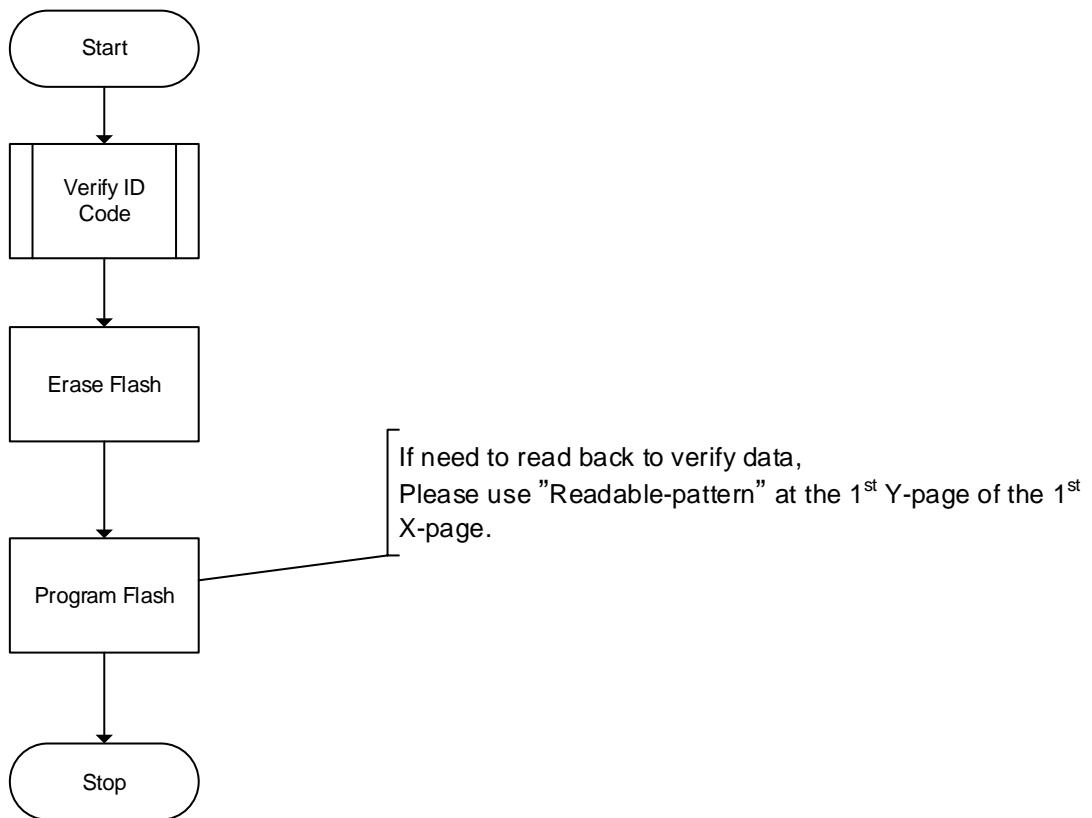 Start
Verify ID
Code
Erase Flash
If need to read back to verify data,
Please use ”Readable-pattern” at the 1st Y-page of the 1st
X-page.
Program Flash
Stop